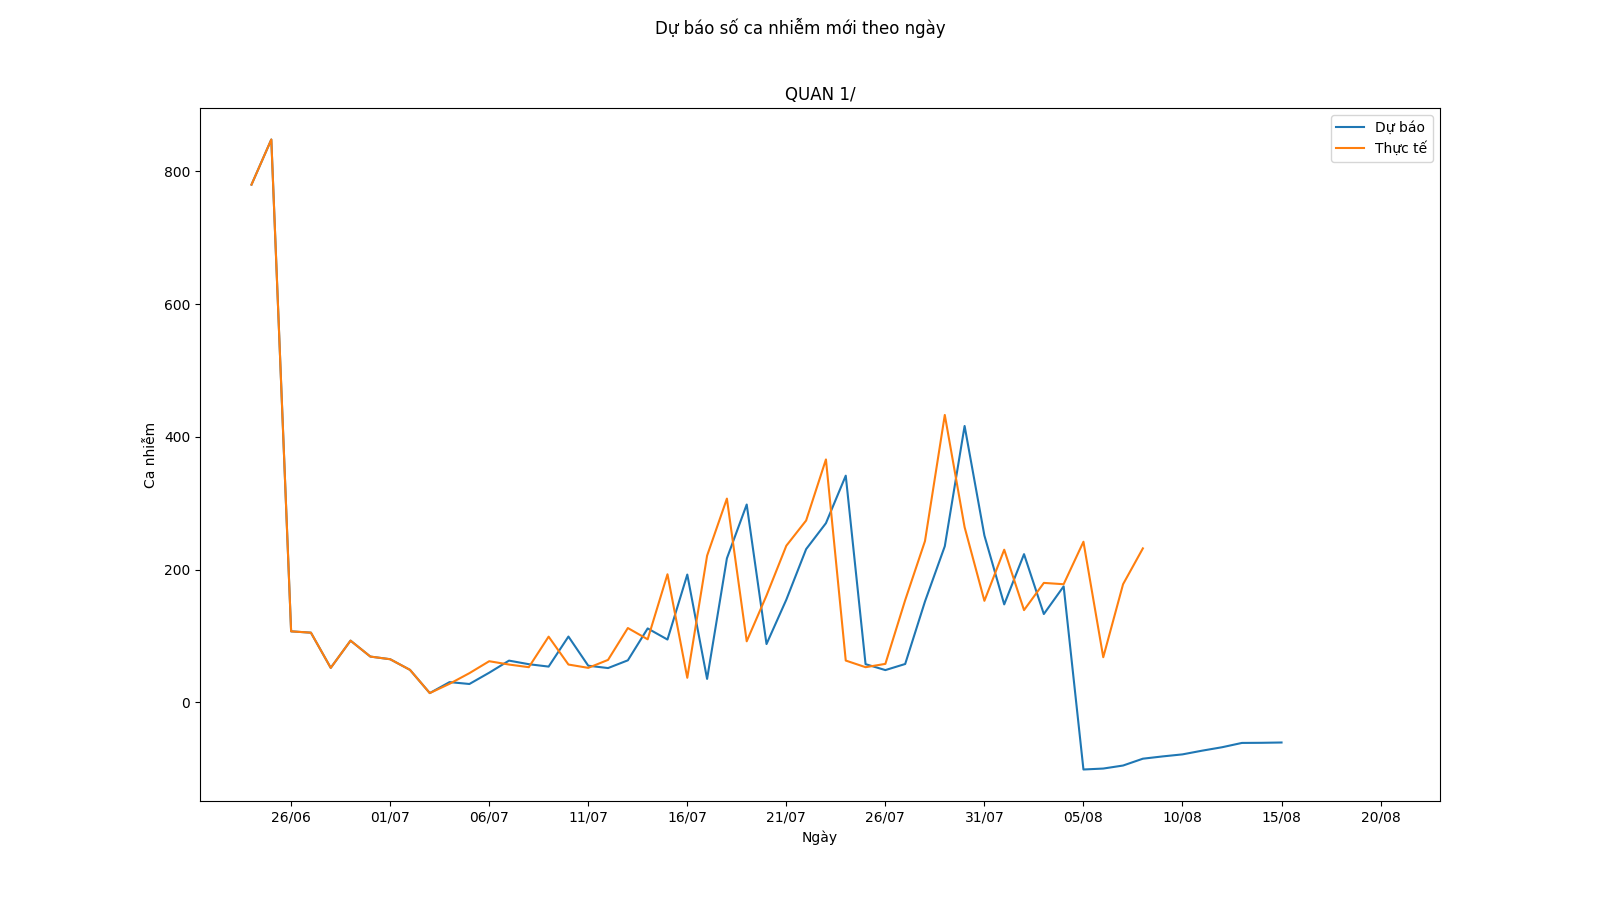 Dự báo số ca nhiễm mới theo ngày
QUAN 1/
Dự báo
Thực tế
800
600
400
200
0
Ca nhiễm
26/06 01/07 06/07 11/07 16/07 21/07 26/07 31/07 05/08 10/08 15/08 20/08
Ngày